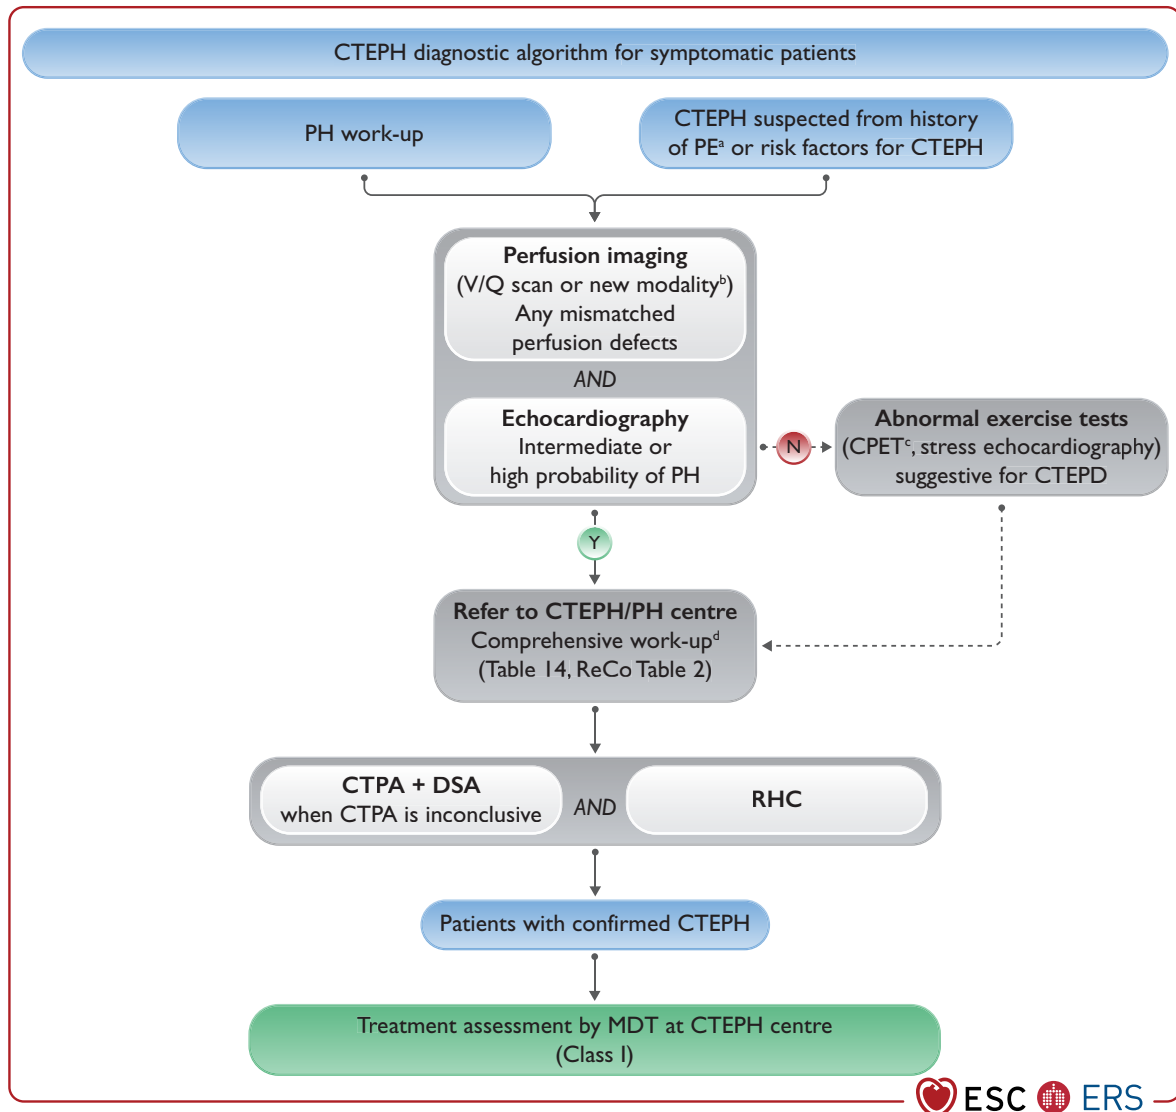 CTEPH diagnostic algorithm for symptomatic patients
PH work-up
CTEPH suspected from history
of PEᵃ or risk factors for CTEPH
Perfusion imaging
(V/Q scan or new modalityᵇ)
Any mismatched
perfusion defects
AND
Echocardiography
Intermediate or
high probability of PH
N
Abnormal exercise tests
(CPETᶜ, stress echocardiography)
suggestive for CTEPD
Y
Refer to CTEPH/PH centre
Comprehensive work-upᵈ
(Table 14, ReCo Table 2)
CTPA + DSA
when CTPA is inconclusive
AND
RHC
Patients with confirmed CTEPH
Treatment assessment by MDT at CTEPH centre
(Class I)
ESC ERS